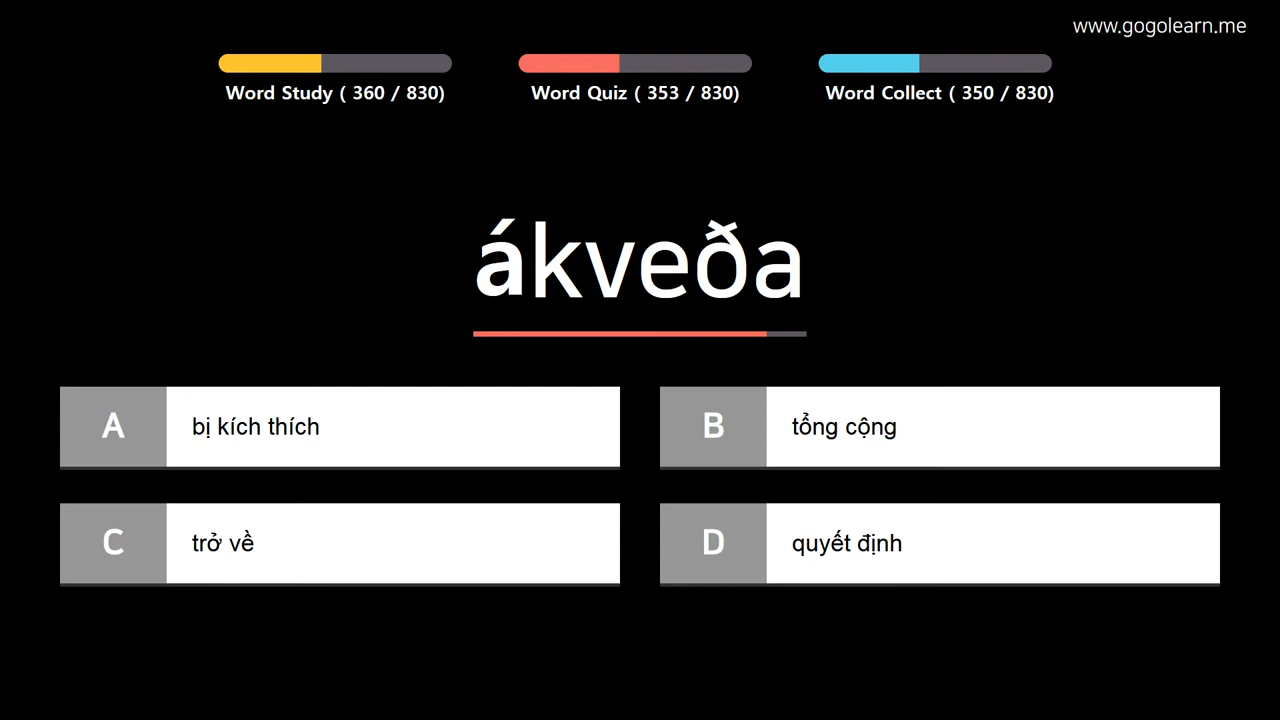 www.gogolearn.me
Word Study ( 360 / 830)
Word Quiz ( 353 / 830)
Word Collect ( 350 / 830)
ákveða
A
bị kích thích
B
tổng cộng
C
trở về
D
quyết định